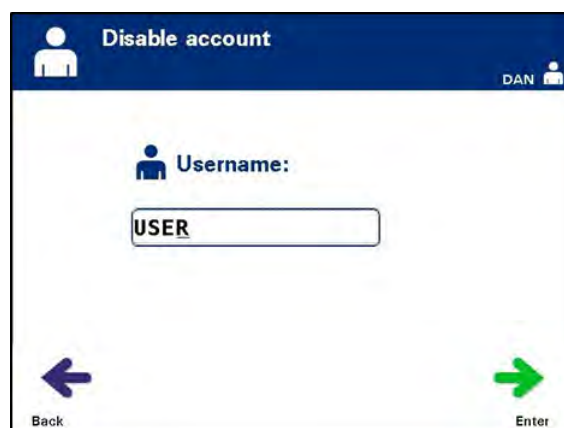 Disable account
DAN
Username:
USER
Back
Enter